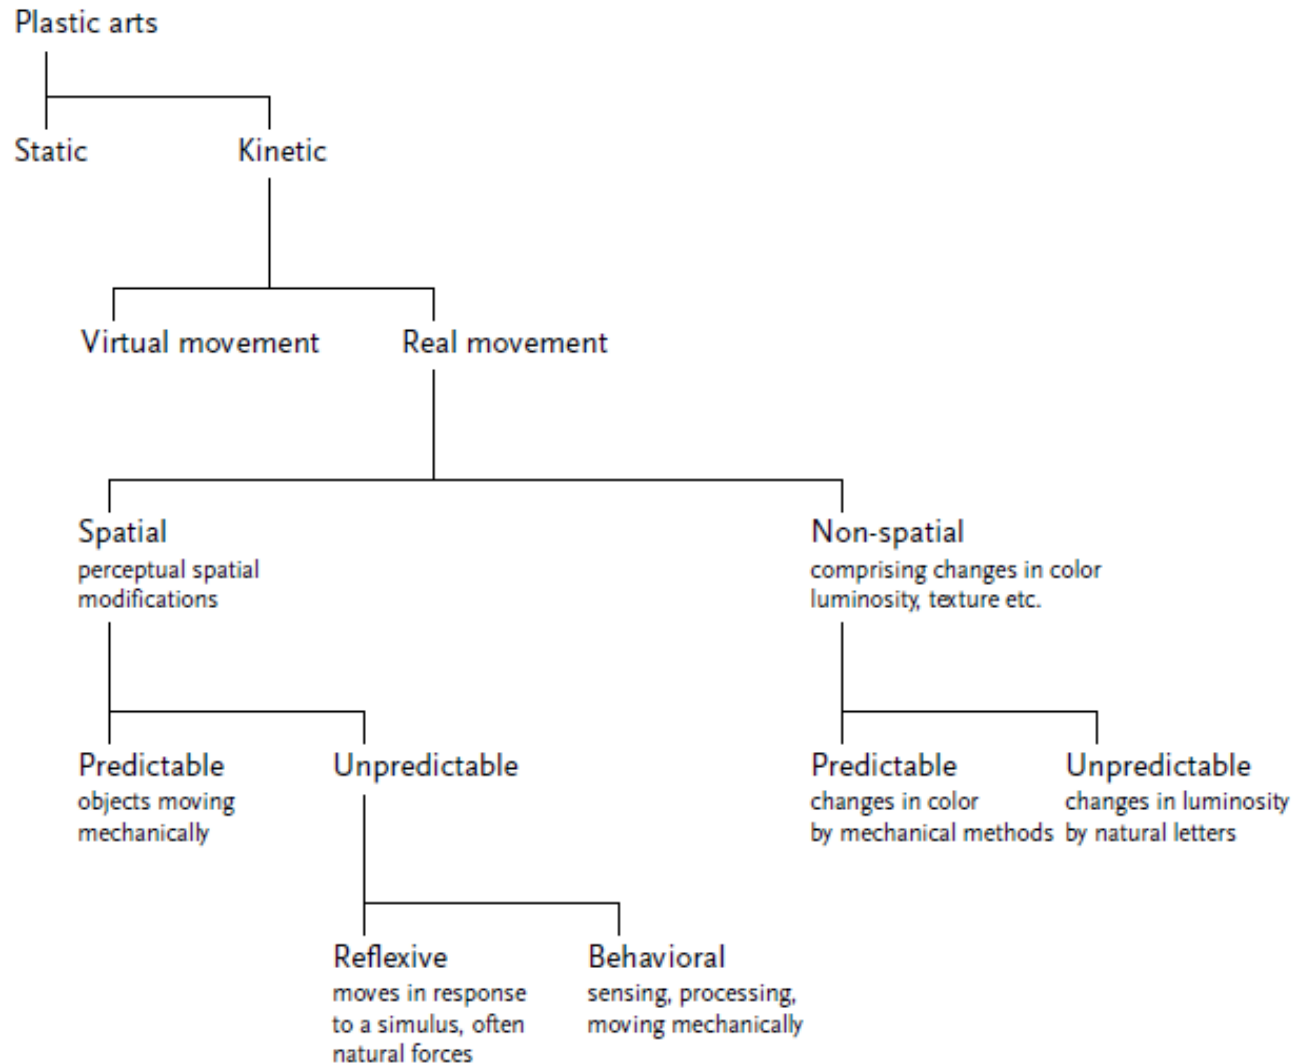 Plastic arts
Static
Kinetic
Virtual movement
Real movement
Spatial
perceptual spatial
modifications
Non-spatial
comprising changes in color
luminosity, texture etc.
Predictable
objects moving
mechanically
Unpredictable
Predictable
changes in color
by mechanical methods
Unpredictable
changes in luminosity
by natural letters
Reflexive
moves in response
to a simulus, often
natural forces
Behavioral
sensing, processing,
moving mechanically